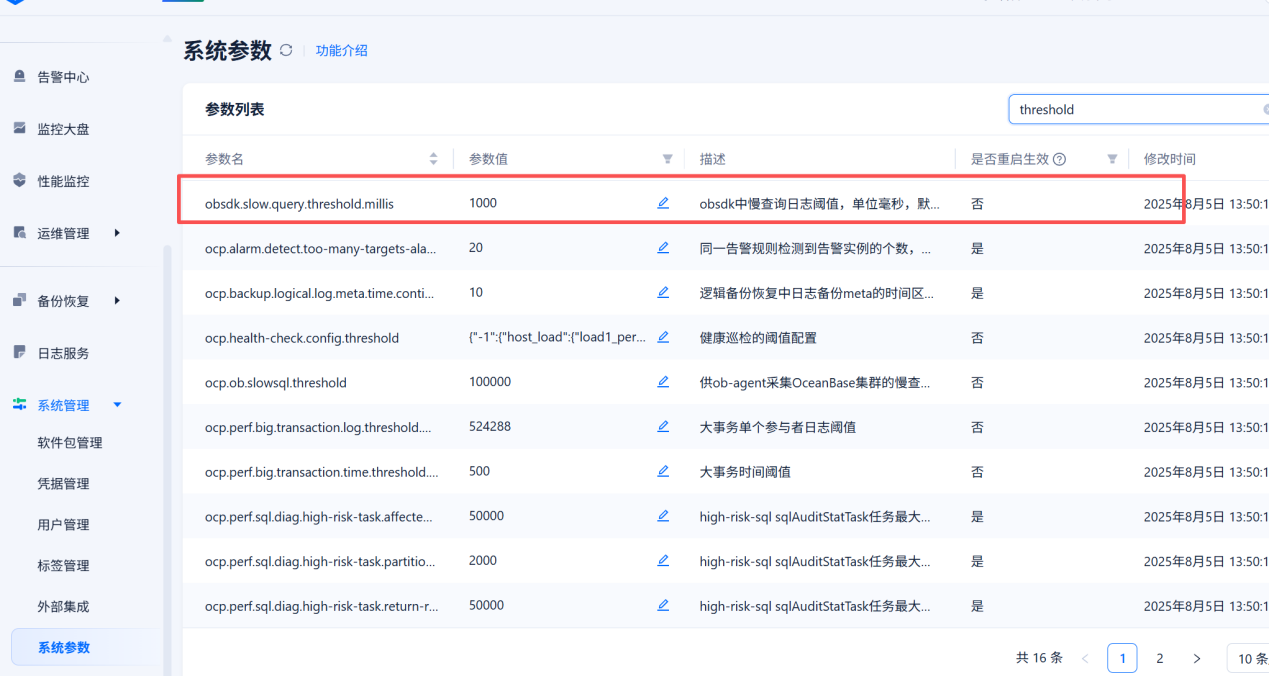 系统参数 功能介绍
告警中心
监控大盘
性能监控
运维管理
备份恢复
日志服务
系统管理
软件包管理
凭据管理
用户管理
标签管理
外部集成
系统参数
参数列表 threshold
参数名 参数值 描述 是否重启生效 修改时间
obsdk.slow.query.threshold.millis 1000 obsdk中慢查询日志阈值，单位毫秒，默... 否 2025年8月5日 13:50:1
ocp.alarm.detect.too-many-targets-ala... 20 同一告警规则检测到告警实例的个数，... 是 2025年8月5日 13:50:1
ocp.backup.logical.log.meta.time.conti... 10 逻辑备份恢复中日志备份meta的时间区... 是 2025年8月5日 13:50:1
ocp.health-check.config.threshold {"-1":{"host_load":{"load1_per... 健康巡检的阈值配置 否 2025年8月5日 13:50:1
ocp.ob.slowsql.threshold 100000 供ob-agent采集OceanBase集群的慢查... 否 2025年8月5日 13:50:1
ocp.perf.big.transaction.log.threshold.... 524288 大事务单个参与者日志阈值 否 2025年8月5日 13:50:1
ocp.perf.big.transaction.time.threshold.... 500 大事务时间阈值 否 2025年8月5日 13:50:1
ocp.perf.sql.diag.high-risk-task.affecte... 50000 high-risk-sql sqlAuditStatTask任务最大... 是 2025年8月5日 13:50:1
ocp.perf.sql.diag.high-risk-task.partitio... 2000 high-risk-sql sqlAuditStatTask任务最大... 是 2025年8月5日 13:50:1
ocp.perf.sql.diag.high-risk-task.return-r... 50000 high-risk-sql sqlAuditStatTask任务最大... 是 2025年8月5日 13:50:1
共 16 条 < 1 2 > 10 条